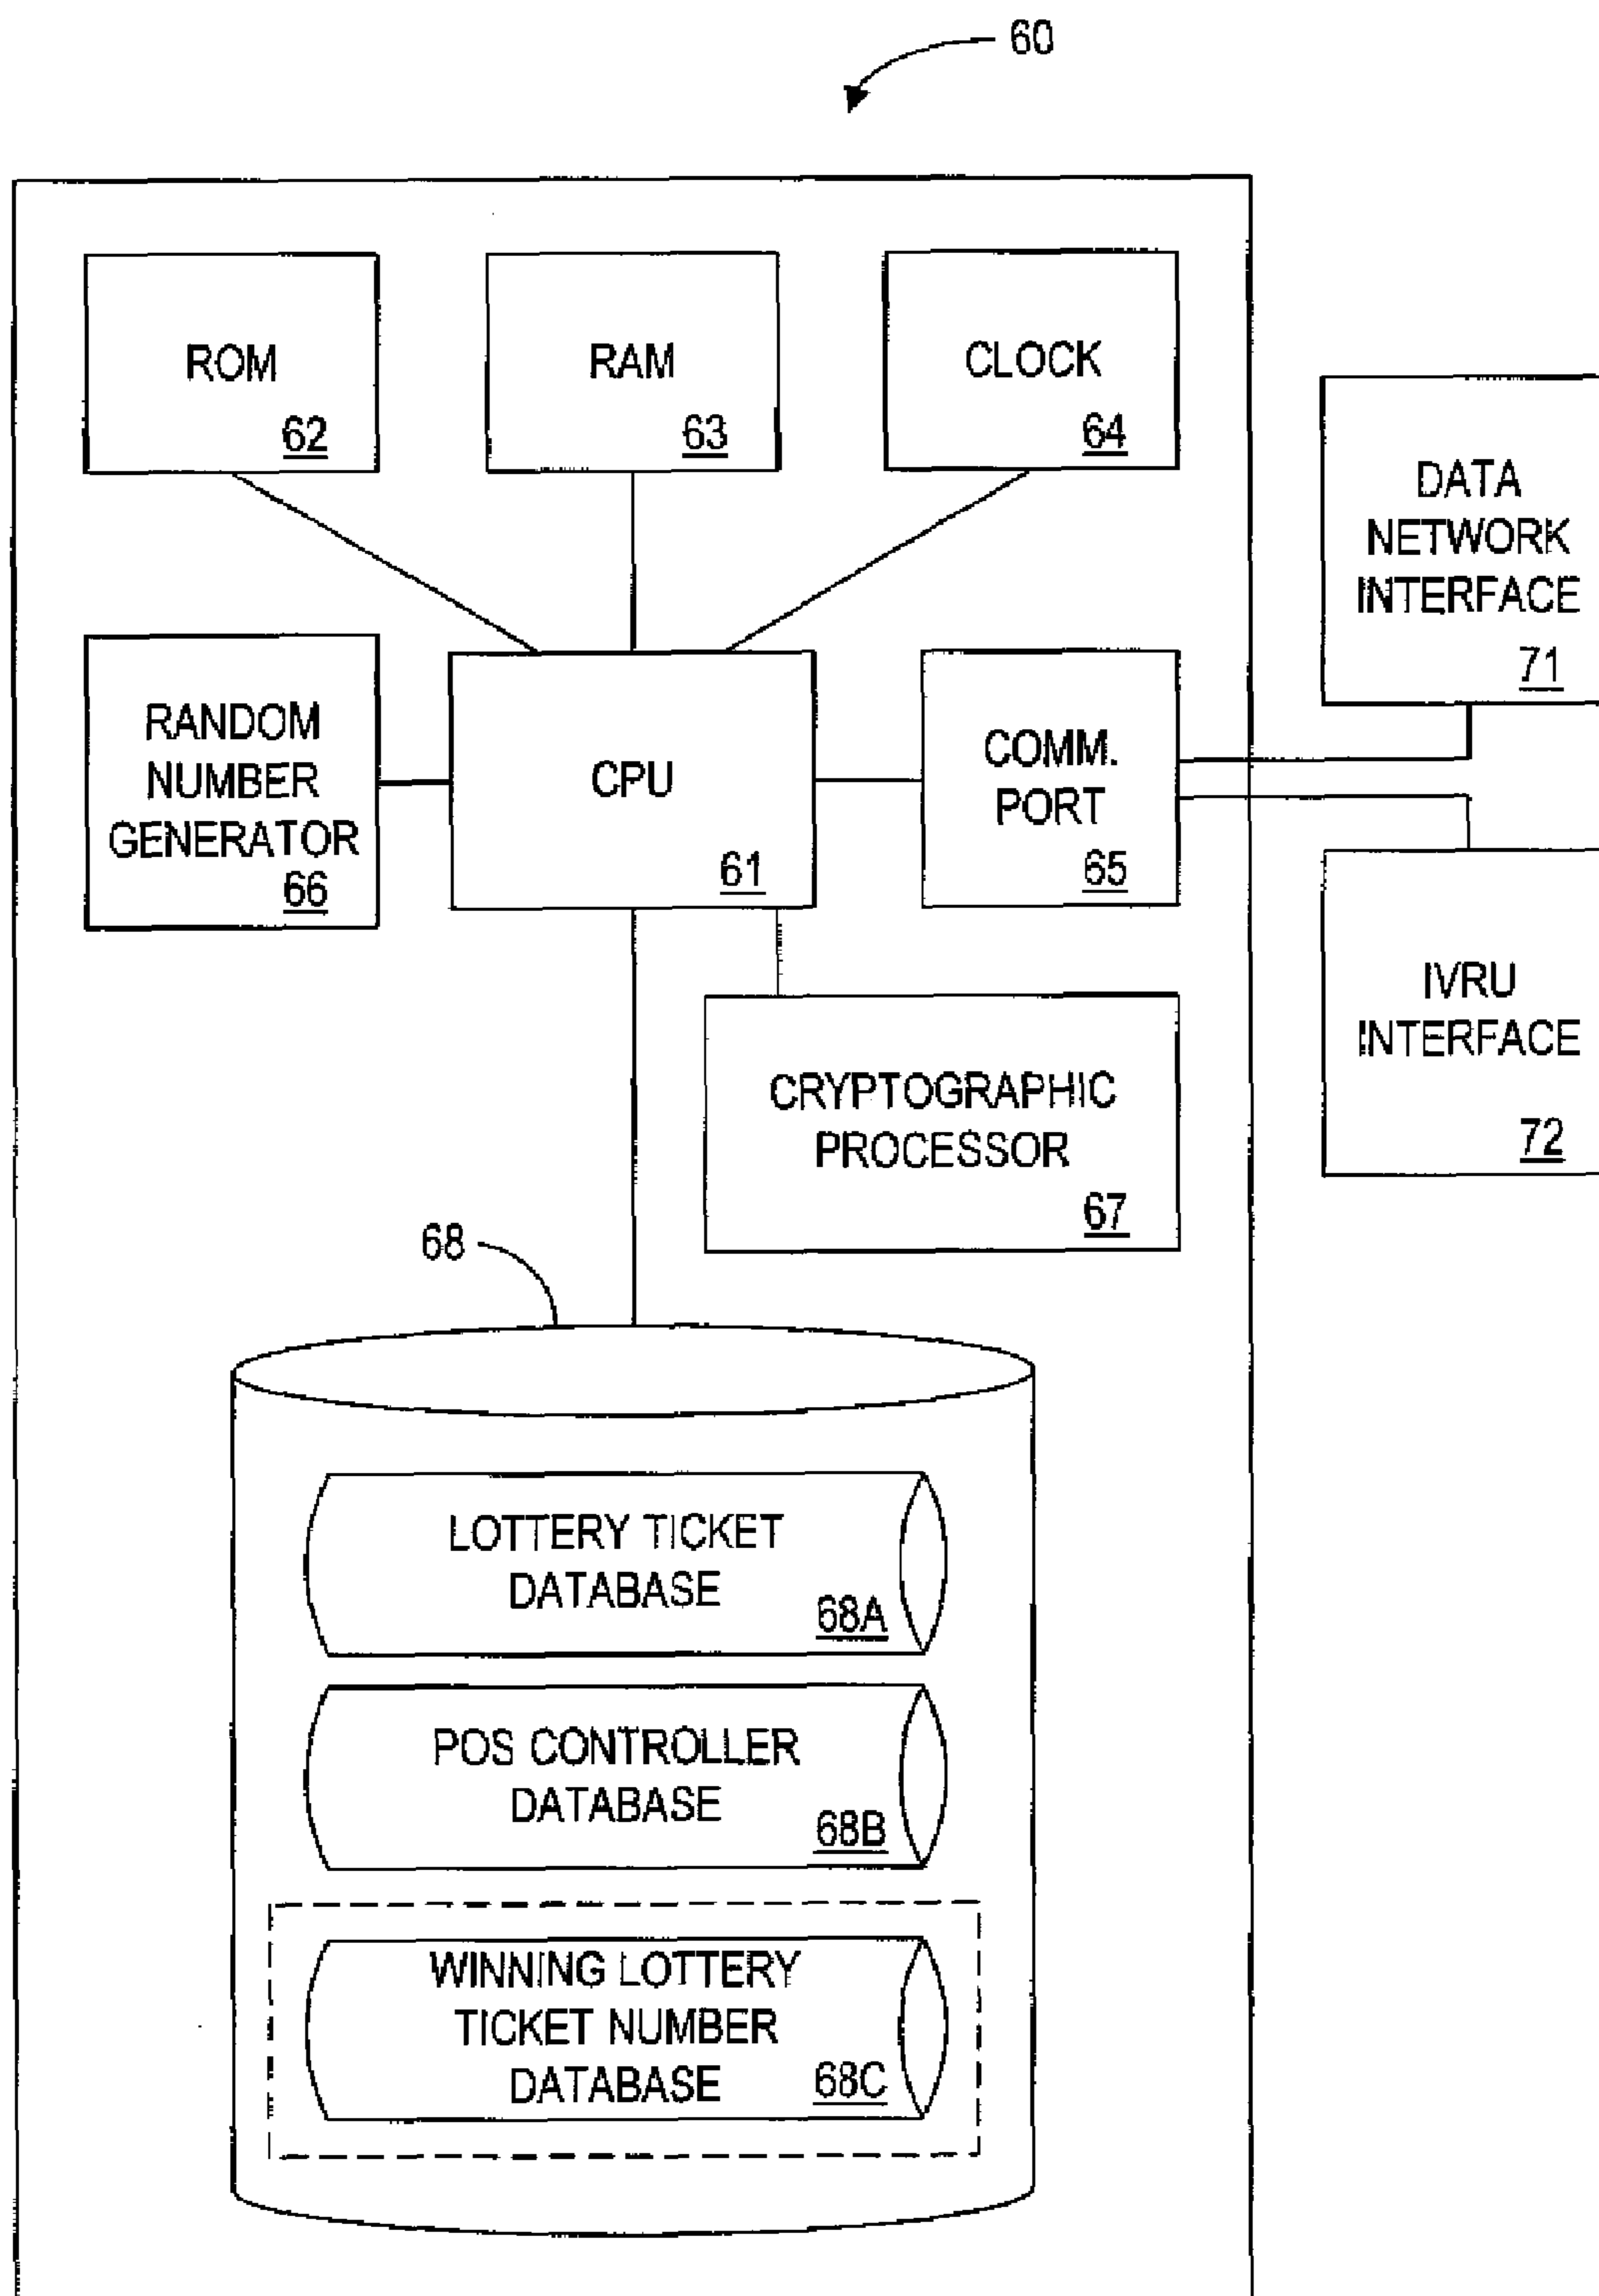 60
ROM
62
RAM
63
CLOCK
64
DATA
NETWORK
INTERFACE
71
RANDOM
NUMBER
GENERATOR
66
CPU
61
COMM.
PORT
65
IVRU
INTERFACE
72
CRYPTOGRAPHIC
PROCESSOR
67
68
LOTTERY TICKET
DATABASE
68A
POS CONTROLLER
DATABASE
68B
WINNING LOTTERY
TICKET NUMBER
DATABASE
68C